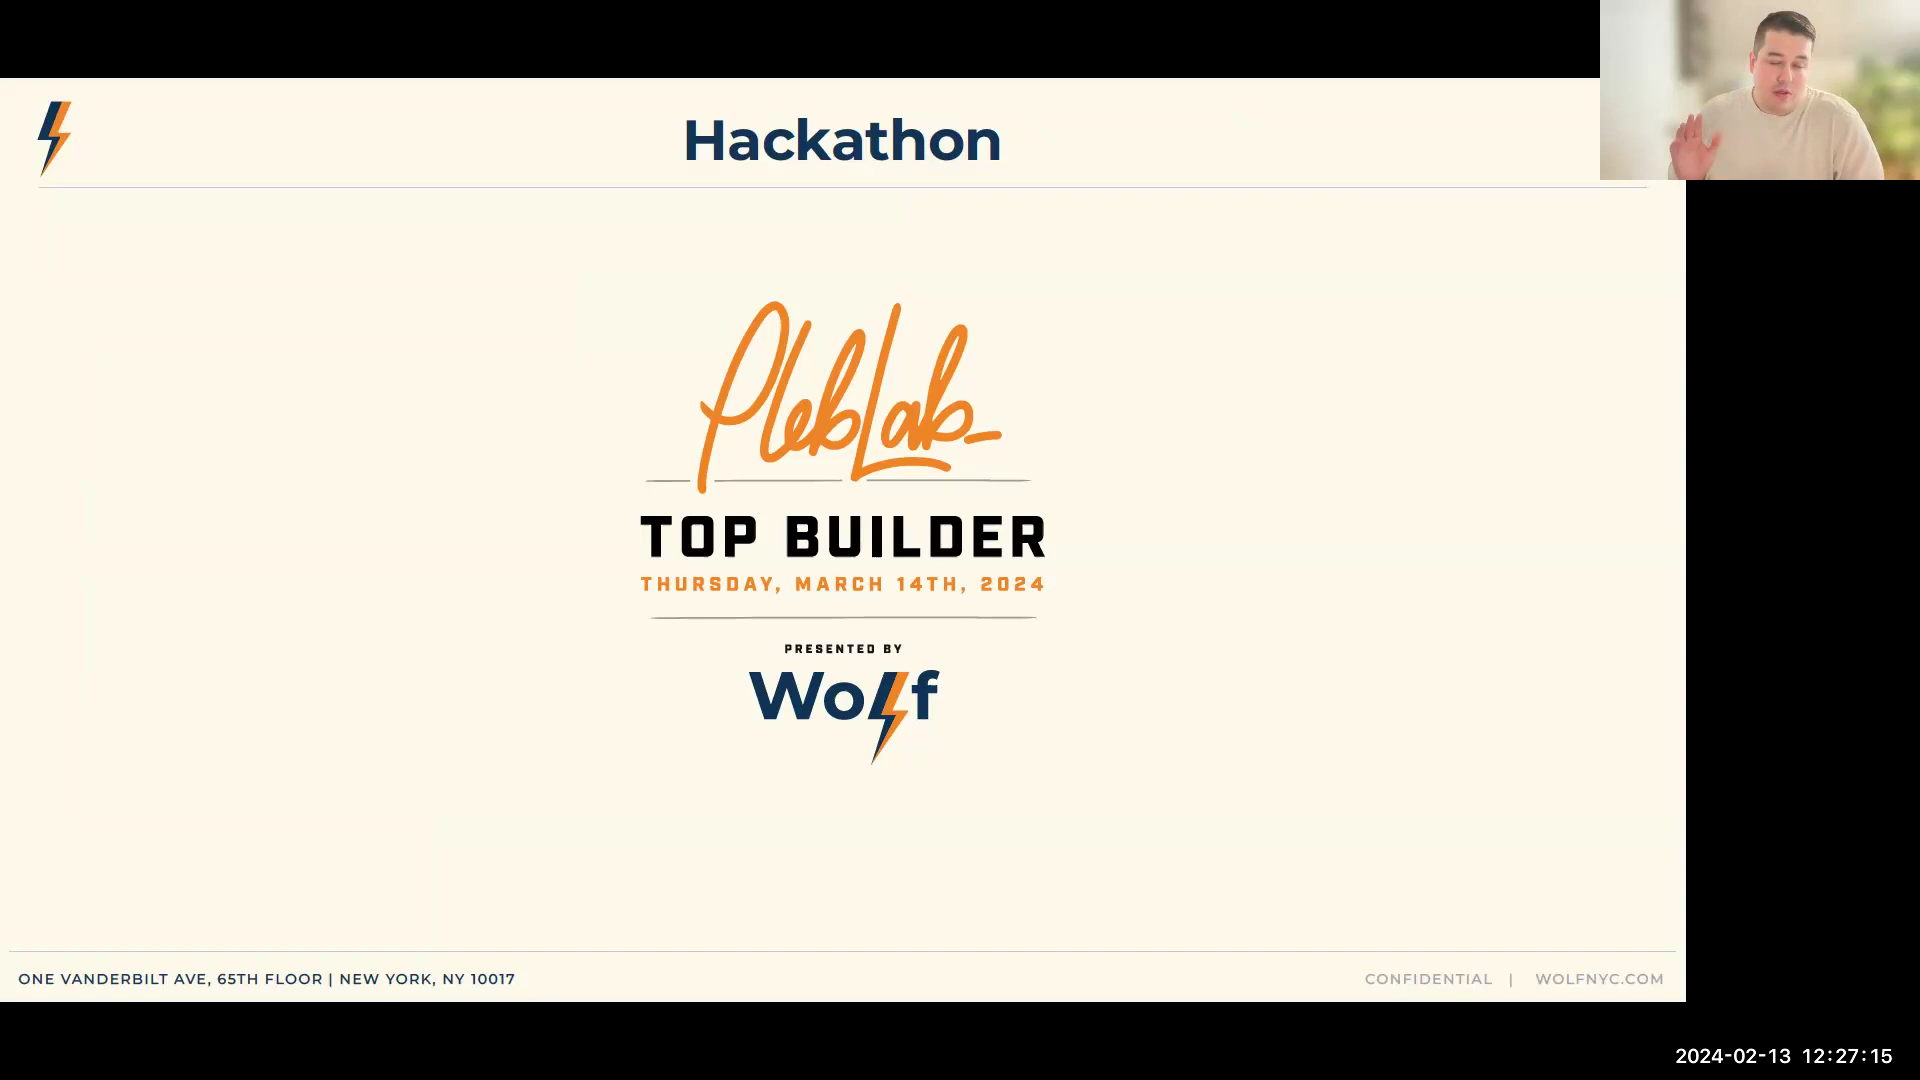 Hackathon
PlebLab_
TOP BUILDER
THURSDAY, MARCH 14TH, 2024
PRESENTED BY
Wolf
ONE VANDERBILT AVE, 65TH FLOOR | NEW YORK, NY 10017
CONFIDENTIAL | WOLFNYC.COM
2024-02-13 12:27:15